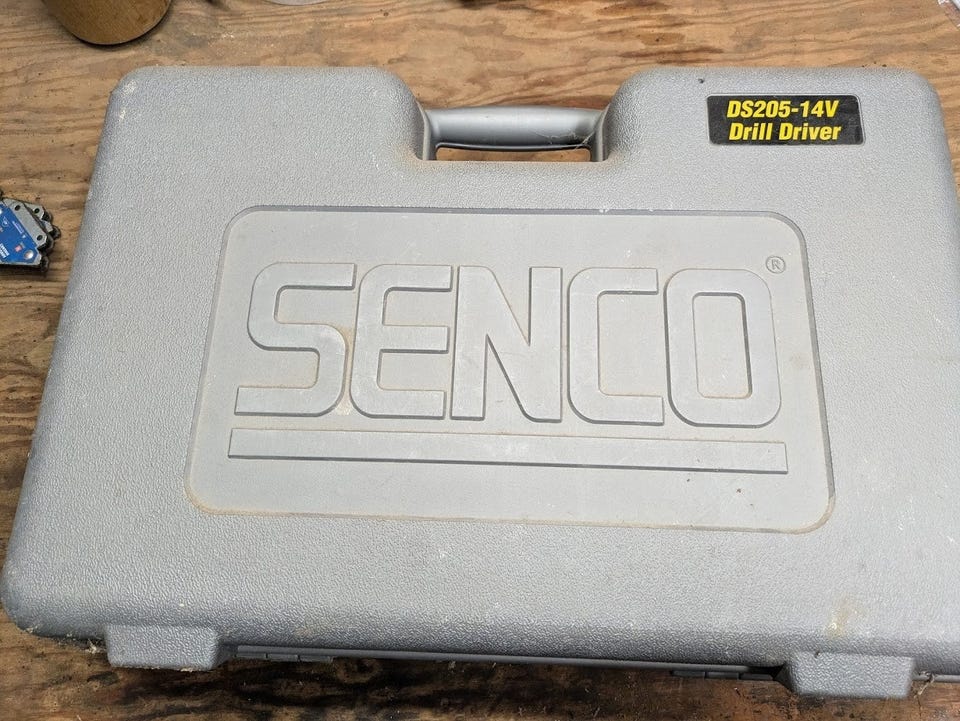 DS205-14V
Drill Driver
SENCO®